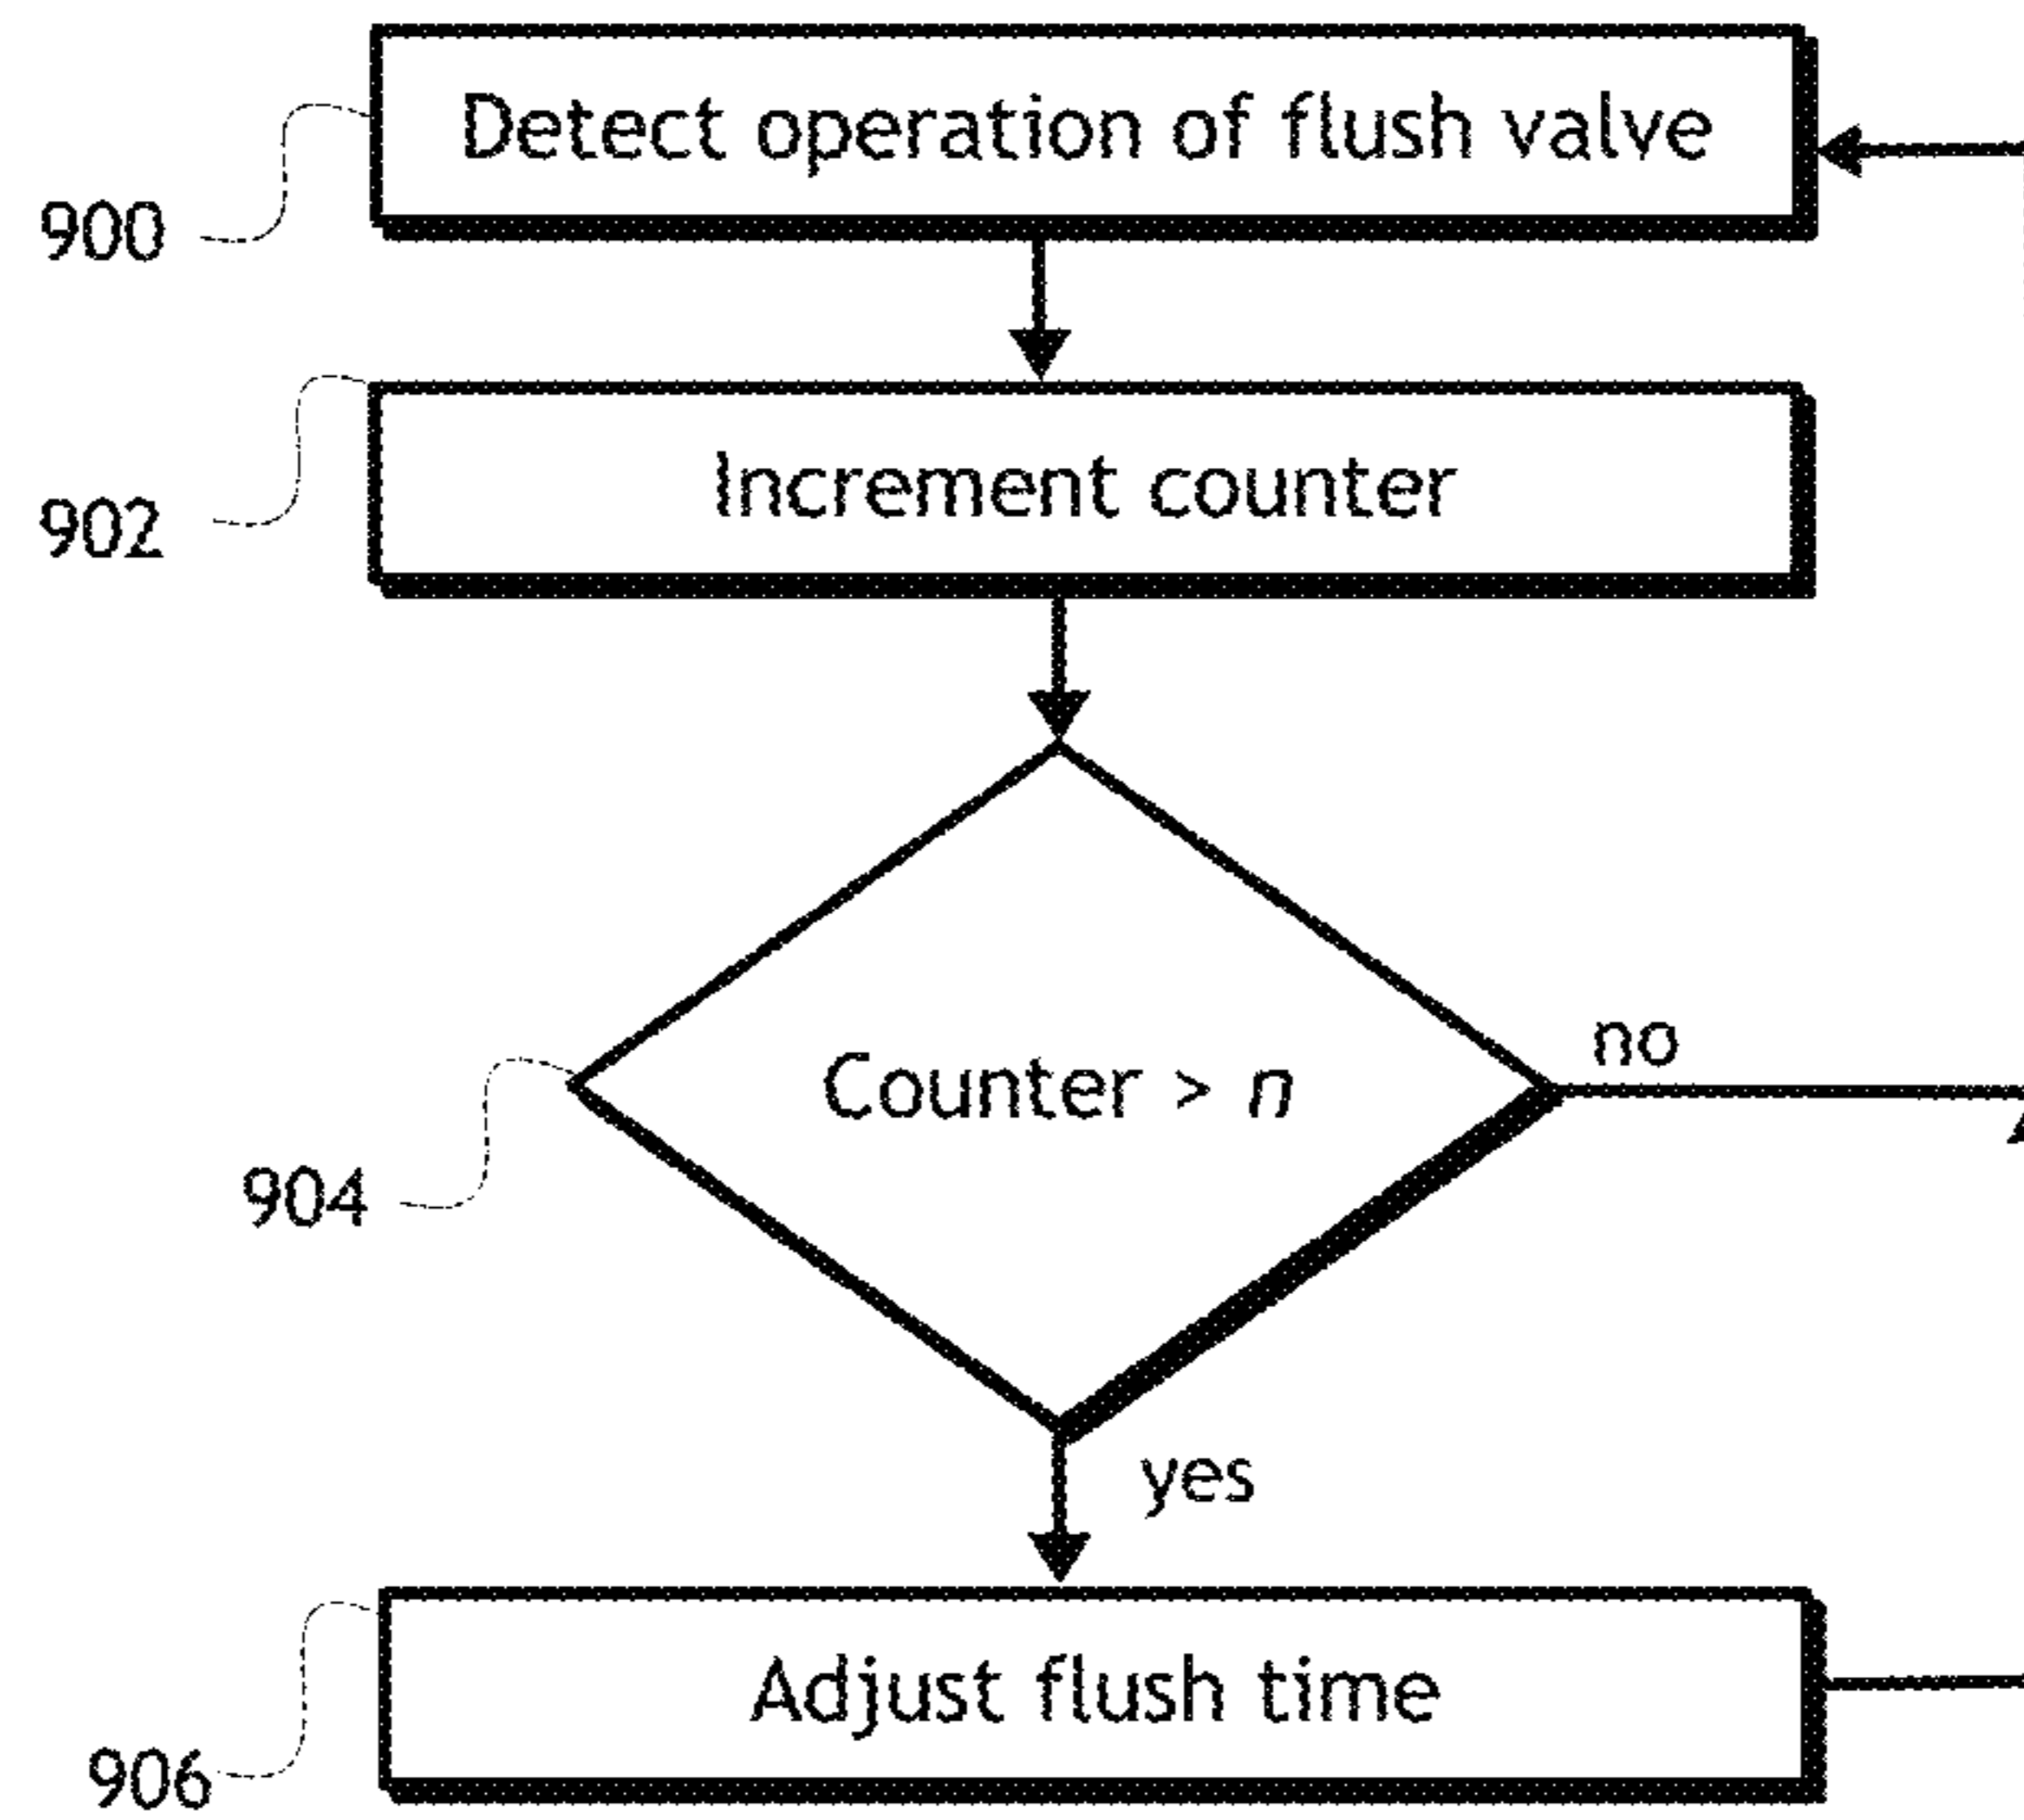 Detect operation of flush valve
900
Increment counter
902
no
Counter > n
904
yes
Adjust flush time
906